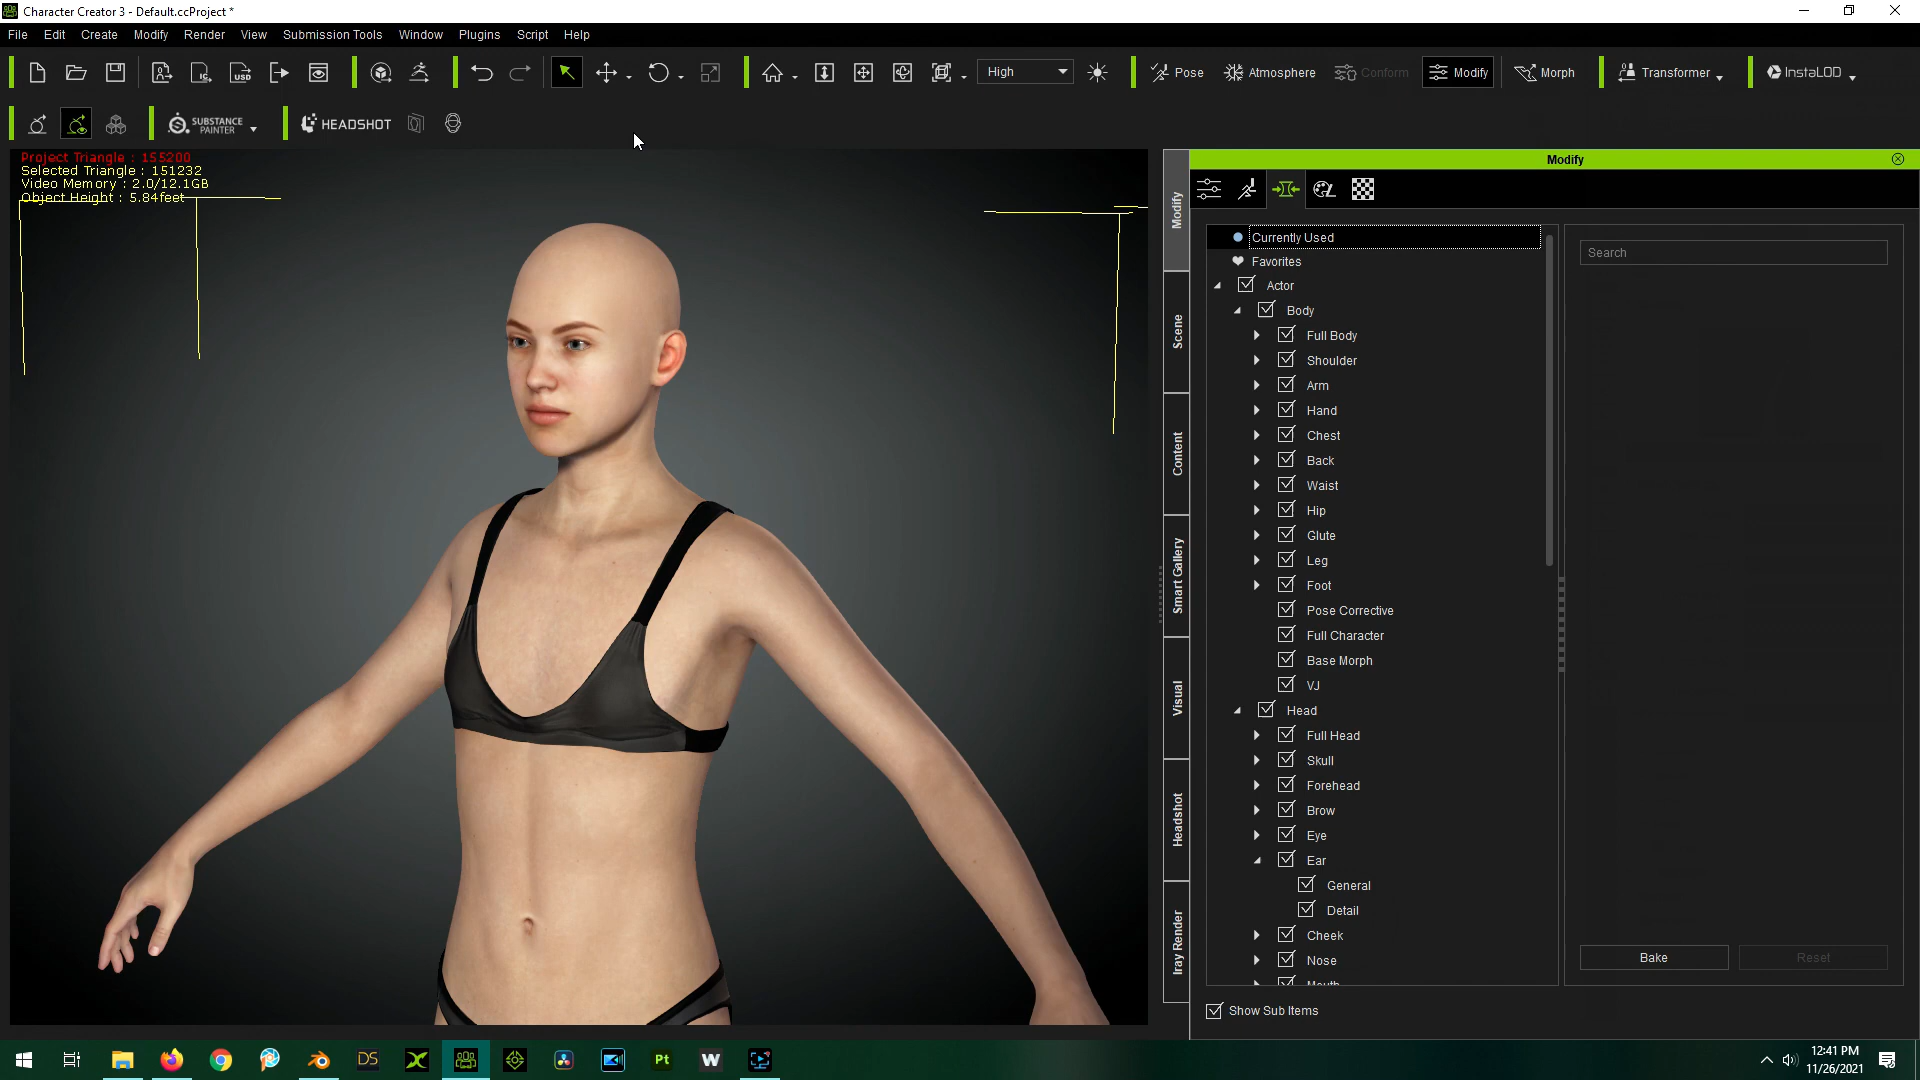 Character Creator 3 - Default.ccProject *
File Edit Create Modify Render View Submission Tools Window Plugins Script Help
High Pose Atmosphere Conform Modify Morph Transformer InstaLOD
SUBSTANCE
PAINTER
HEADSHOT
Project Triangle : 155200
Selected Triangle : 151232
Video Memory : 2.0/12.1GB
Object Height : 5.84feet
Modify
Scene
Content
Smart Gallery
Visual
Headshot
Iray Render
Modify
Currently Used
Favorites
Actor
Body
Full Body
Shoulder
Arm
Hand
Chest
Back
Waist
Hip
Glute
Leg
Foot
Pose Corrective
Full Character
Base Morph
VJ
Head
Full Head
Skull
Forehead
Brow
Eye
Ear
General
Detail
Cheek
Nose
Mouth
Show Sub Items
Search
Bake Reset
DS Pt W
12:41 PM
11/26/2021